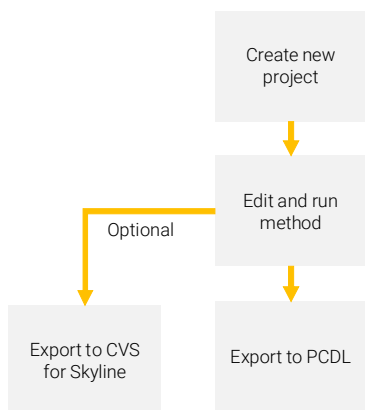 Create new
project
Edit and run
method
Optional
Export to CVS
for Skyline
Export to PCDL